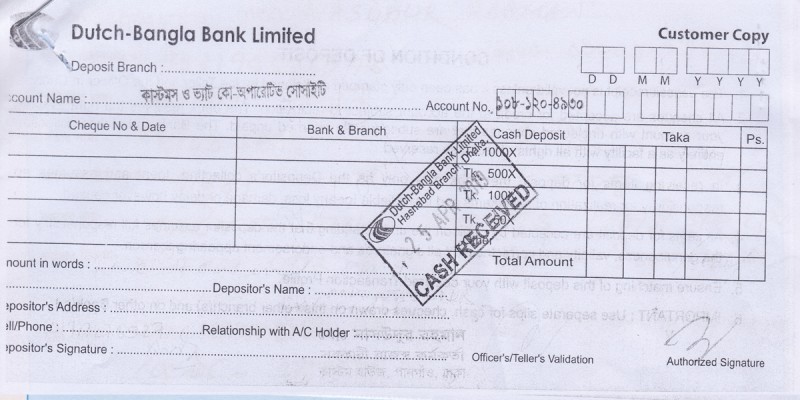 Dutch-Bangla Bank Limited
Customer Copy
Deposit Branch :
D D M M Y Y Y Y
ccount Name : কাস্টমস ও ভ্যাট কো-অপারেটিভ সোসাইটি Account No. ১০৮-১২০-৪৯৩০
Cheque No & Date Bank & Branch Cash Deposit Taka Ps.
Tk. 1000X
Tk. 500X
Tk. 100X
Tk. 50X
Other
Total Amount
Dutch-Bangla Bank Limited
Hasnabad Branch, Dhaka.
25 APR 2019
CASH RECEIVED
mount in words :
Depositor's Name :
epositor's Address :
ell/Phone : Relationship with A/C Holder
epositor's Signature :
Officer's/Teller's Validation Authorized Signature